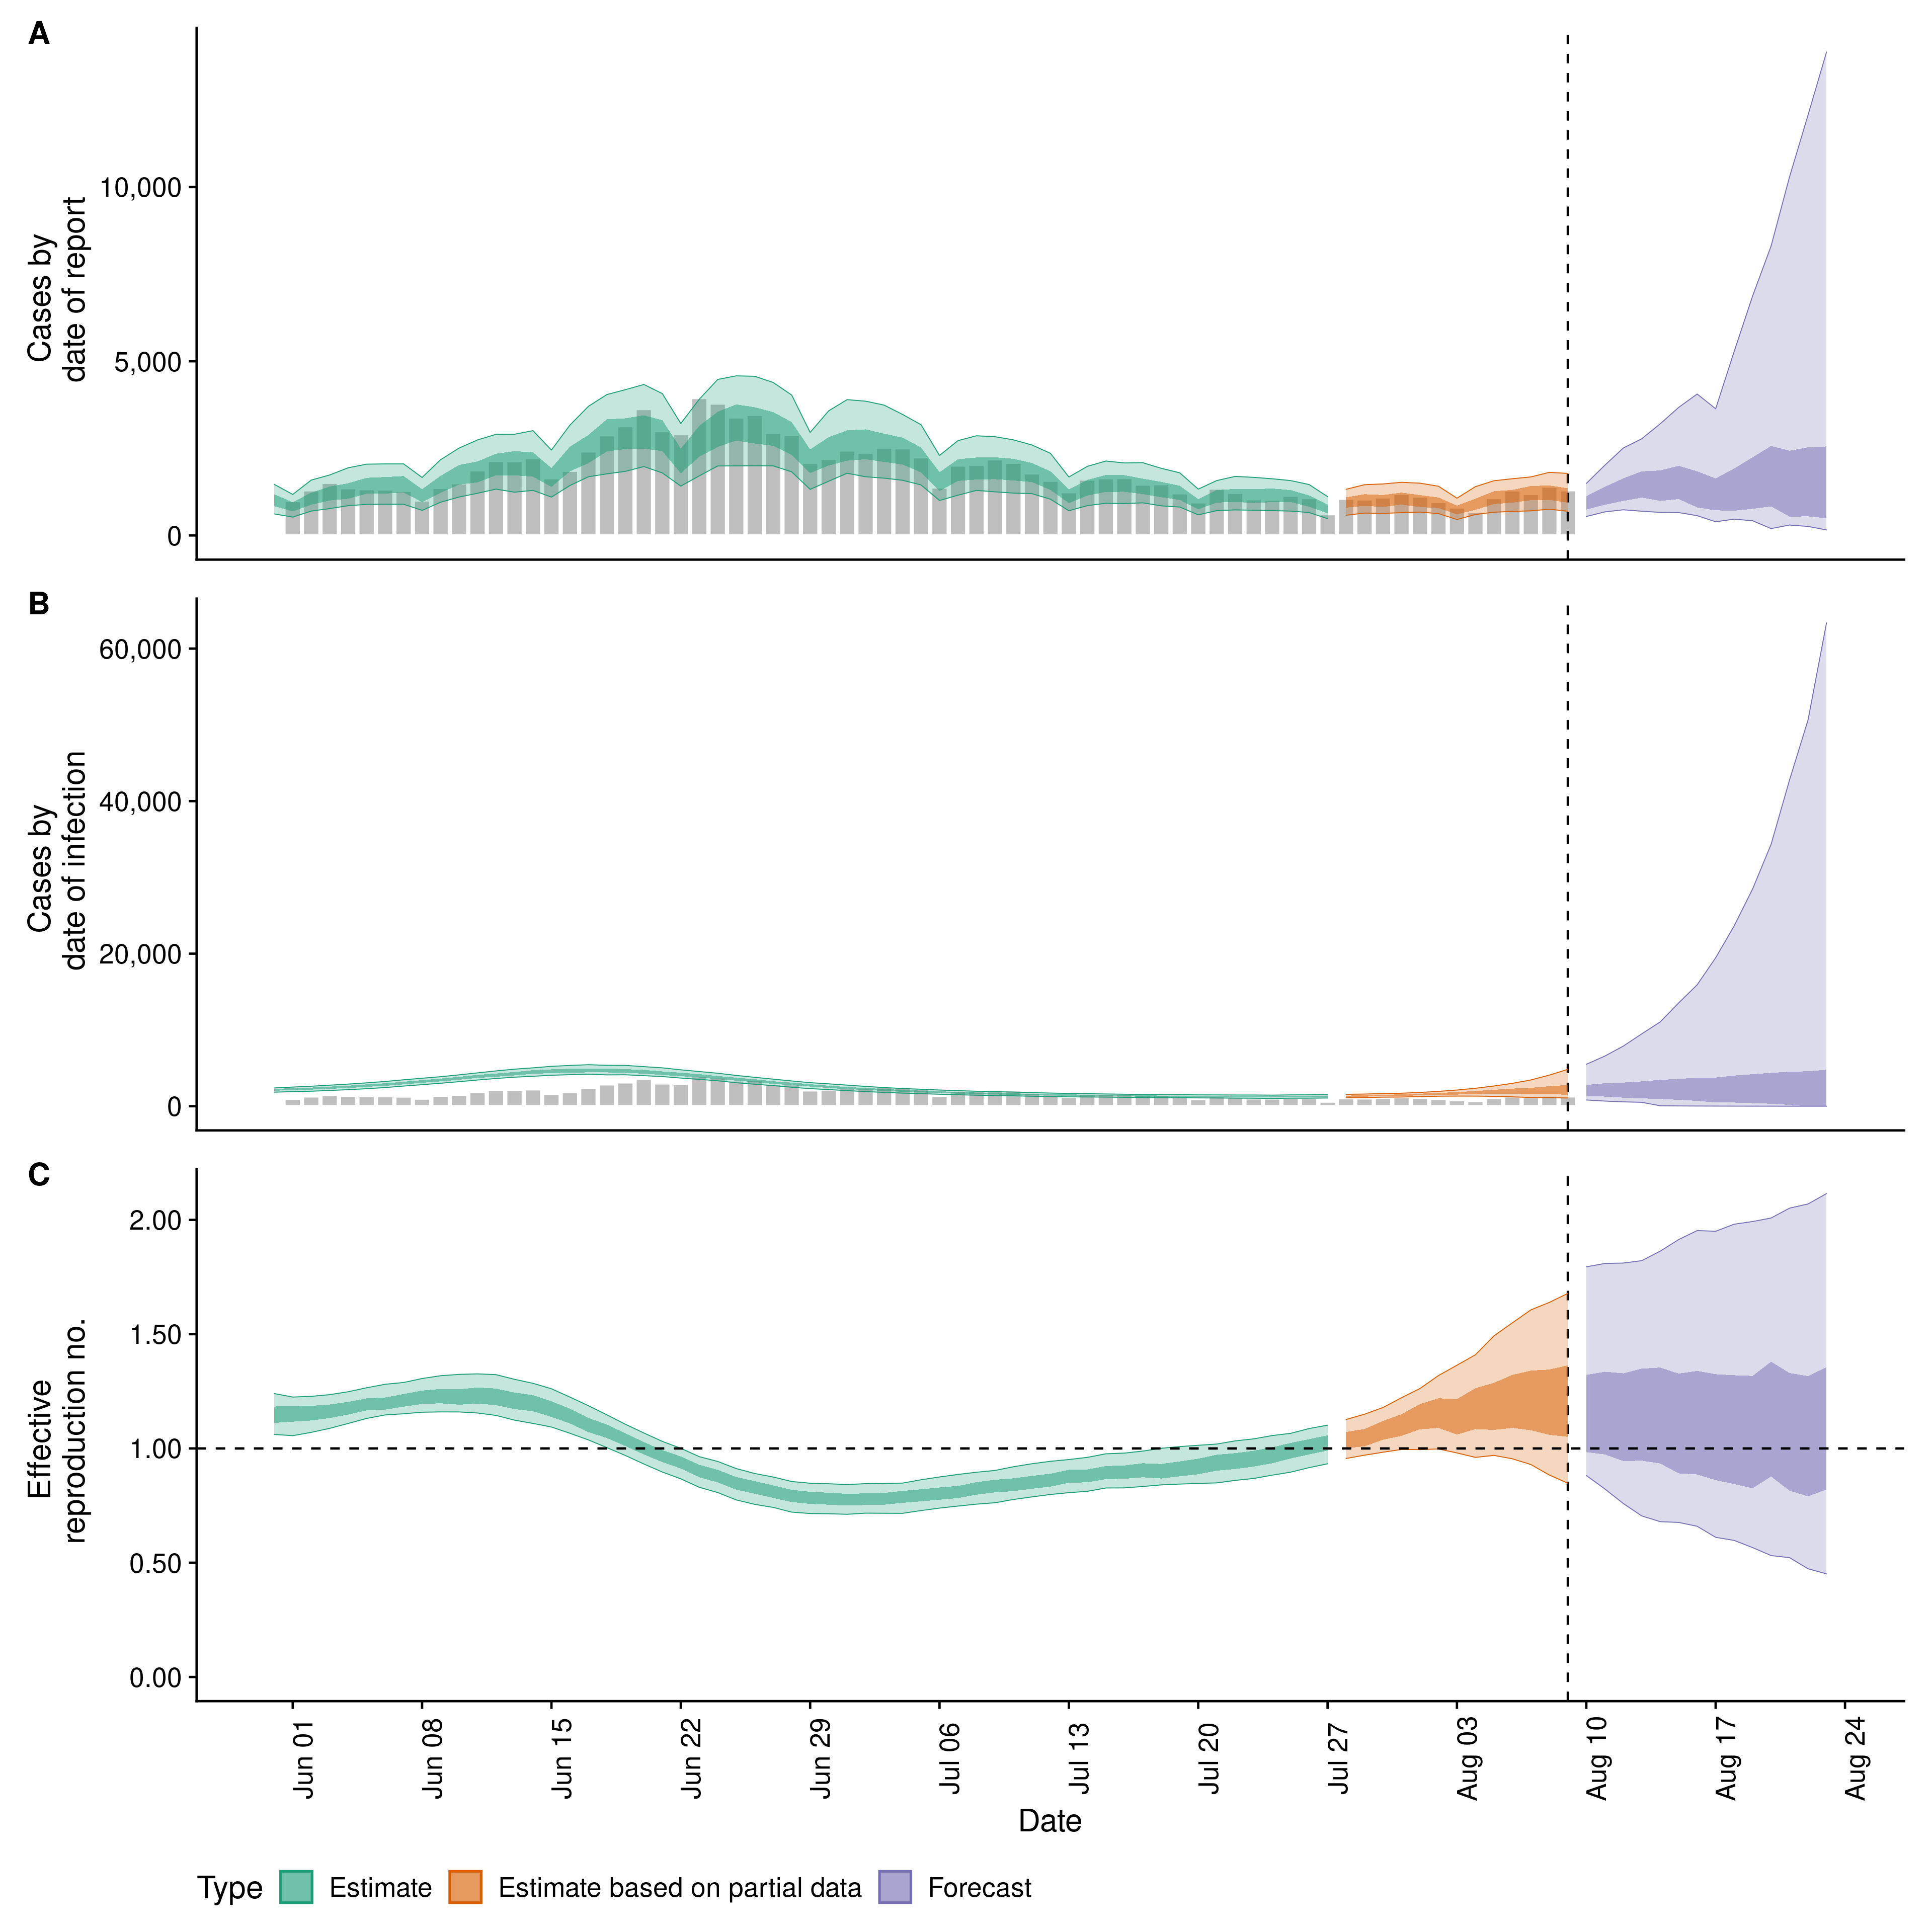 A
Cases by
date of report
10,000
5,000
0
B
Cases by
date of infection
60,000
40,000
20,000
0
C
Effective
reproduction no.
2.00
1.50
1.00
0.50
0.00
Jun 01
Jun 08
Jun 15
Jun 22
Jun 29
Jul 06
Jul 13
Jul 20
Jul 27
Aug 03
Aug 10
Aug 17
Aug 24
Date
Type Estimate Estimate based on partial data Forecast